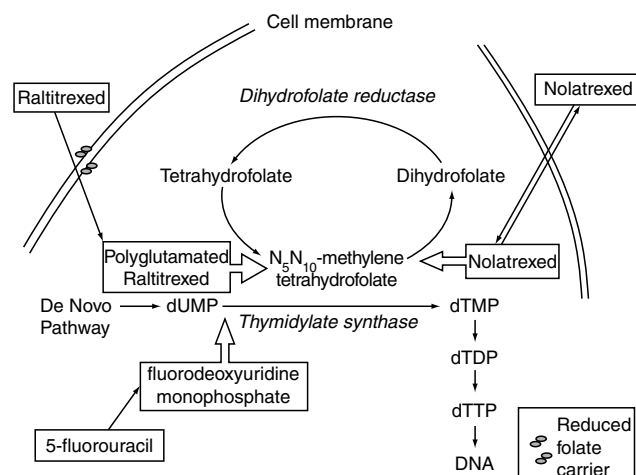 Cell membrane
Raltitrexed
Nolatrexed
Dihydrofolate reductase
Tetrahydrofolate
Dihydrofolate
Polyglutamated
Raltitrexed
N5N10-methylene
tetrahydrofolate
Nolatrexed
De Novo
Pathway
dUMP
Thymidylate synthase
dTMP
dTDP
fluorodeoxyuridine
monophosphate
dTTP
5-fluorouracil
DNA
Reduced
folate
carrier